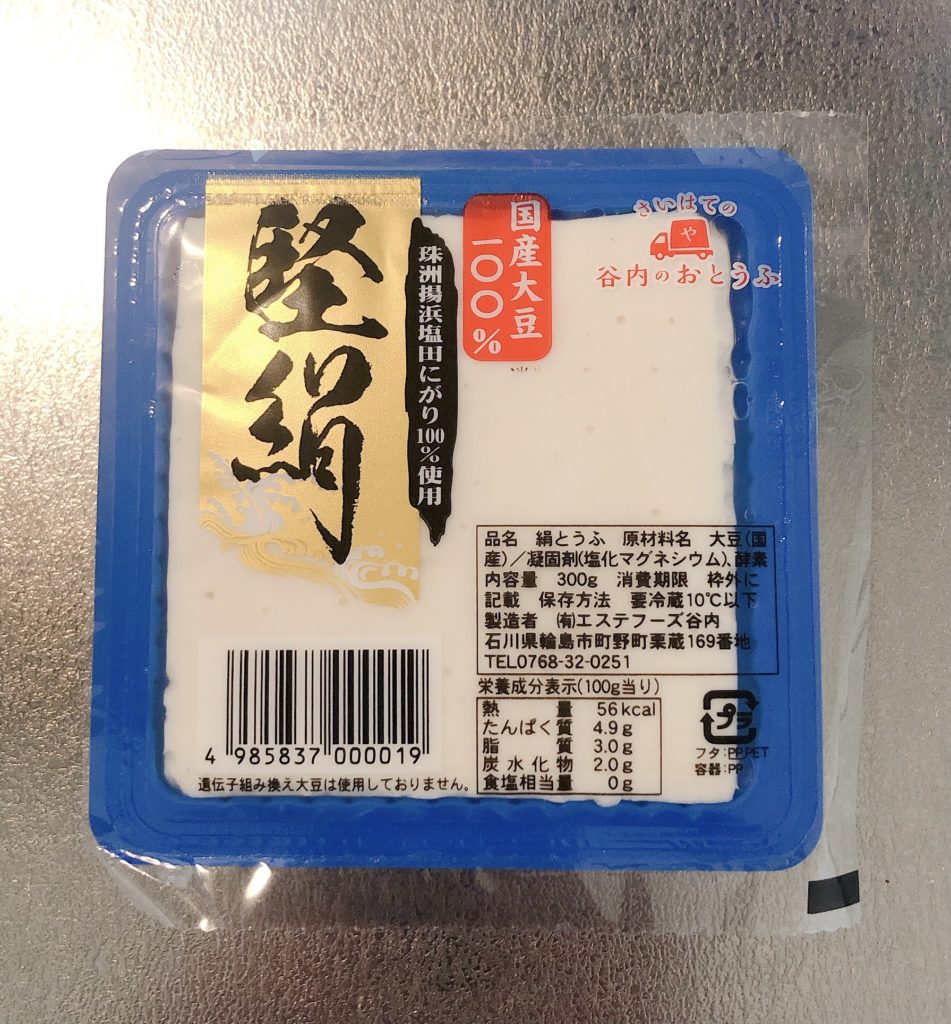 堅絹
珠洲揚浜塩田にがり100%使用
国産大豆
一〇〇%
さいはての
や
谷内のおとうふ
品名 絹とうふ 原材料名 大豆(国
産)/凝固剤(塩化マグネシウム)、酵素
内容量 300g 消費期限 枠外に
記載 保存方法 要冷蔵10℃以下
製造者 (有)エステフーズ谷内
石川県輪島市町野町粟蔵169番地
TEL0768-32-0251
栄養成分表示(100g当り)
熱量 56kcal
たんぱく質 4.9g
脂質 3.0g
炭水化物 2.0g
食塩相当量 0g
プラ
フタ:PP,PET
容器:PP
4 985837 000019
遺伝子組み換え大豆は使用しておりません。